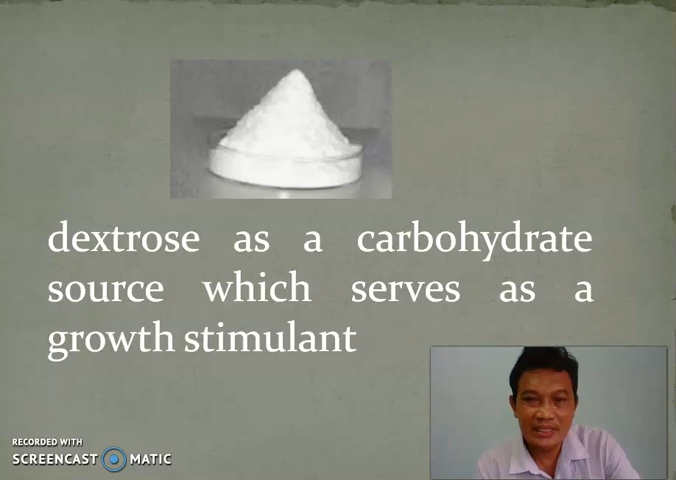 dextrose as a carbohydrate
source which serves as a
growth stimulant
RECORDED WITH
SCREENCAST MATIC